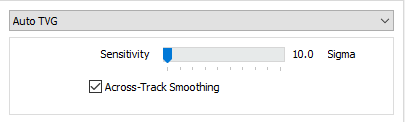 Auto TVG
Sensitivity 10.0 Sigma
Across-Track Smoothing